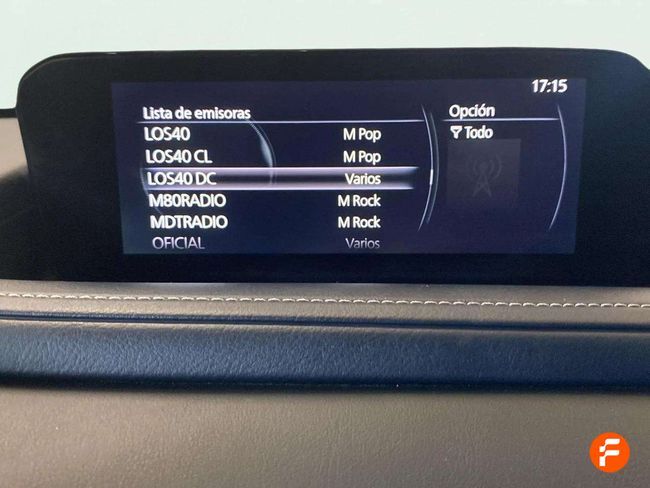 17:15
Lista de emisoras
LOS40 M Pop
LOS40 CL M Pop
LOS40 DC Varios
M80RADIO M Rock
MDTRADIO M Rock
OFICIAL Varios
Opción
Todo